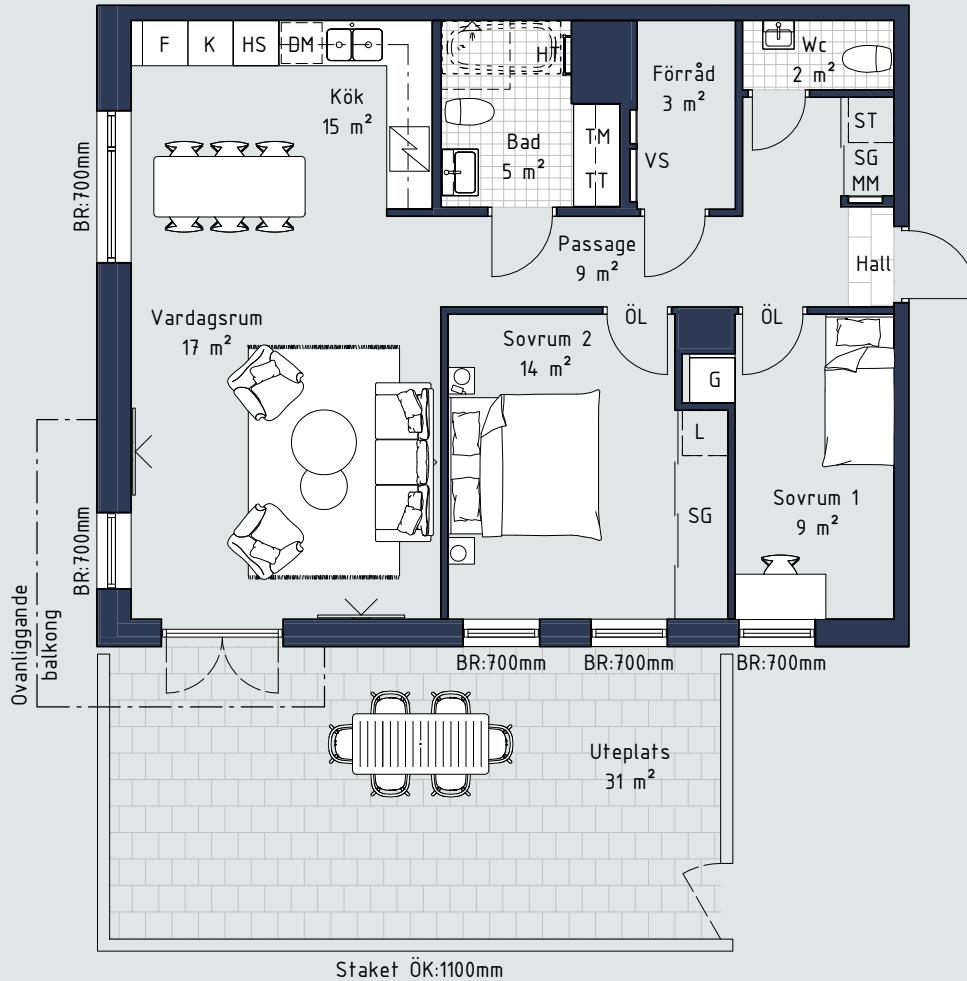 F
K
HS
DM
HT
Wc
2 m²
Kök
15 m²
Förråd
3 m²
ST
Bad
5 m²
TM
TT
VS
SG
MM
BR:700mm
Passage
9 m²
Hall
Vardagsrum
17 m²
ÖL
ÖL
Sovrum 2
14 m²
G
L
SG
Sovrum 1
9 m²
BR:700mm
Ovanliggande
balkong
BR:700mm
BR:700mm
BR:700mm
Uteplats
31 m²
Staket ÖK:1100mm